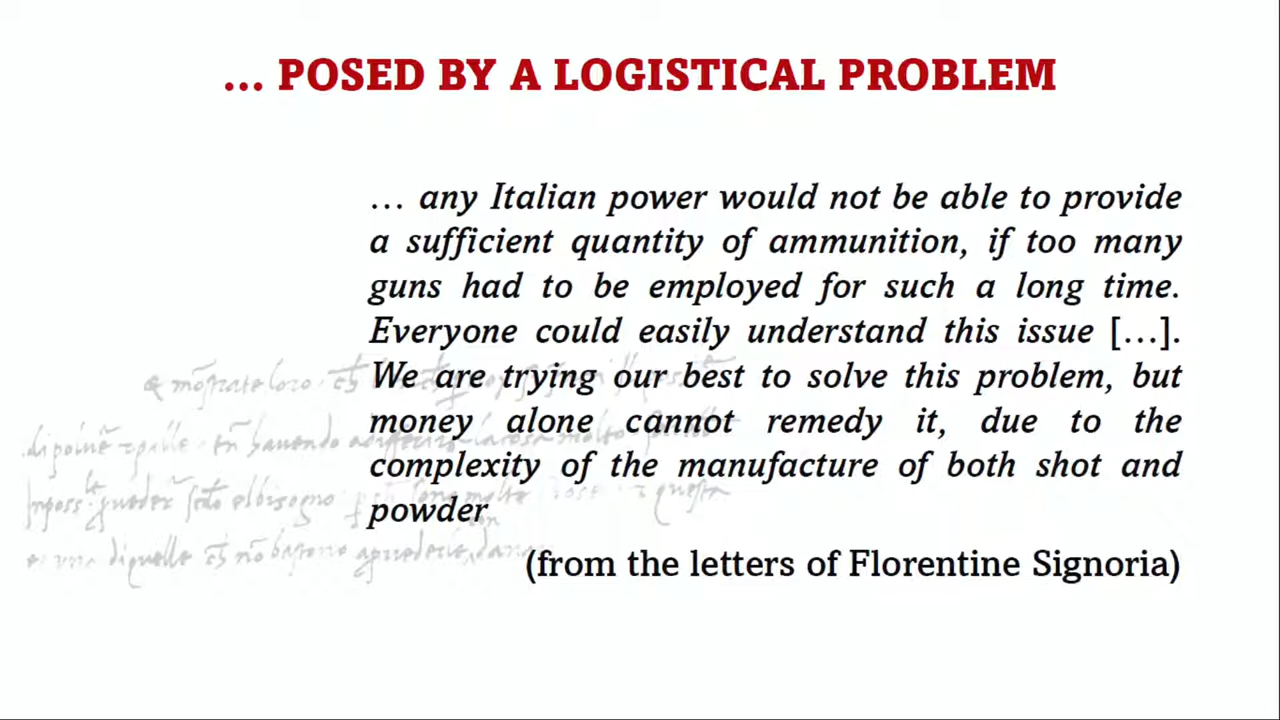 ... POSED BY A LOGISTICAL PROBLEM
... any Italian power would not be able to provide
a sufficient quantity of ammunition, if too many
guns had to be employed for such a long time.
Everyone could easily understand this issue [...].
We are trying our best to solve this problem, but
money alone cannot remedy it, due to the
complexity of the manufacture of both shot and
powder
(from the letters of Florentine Signoria)